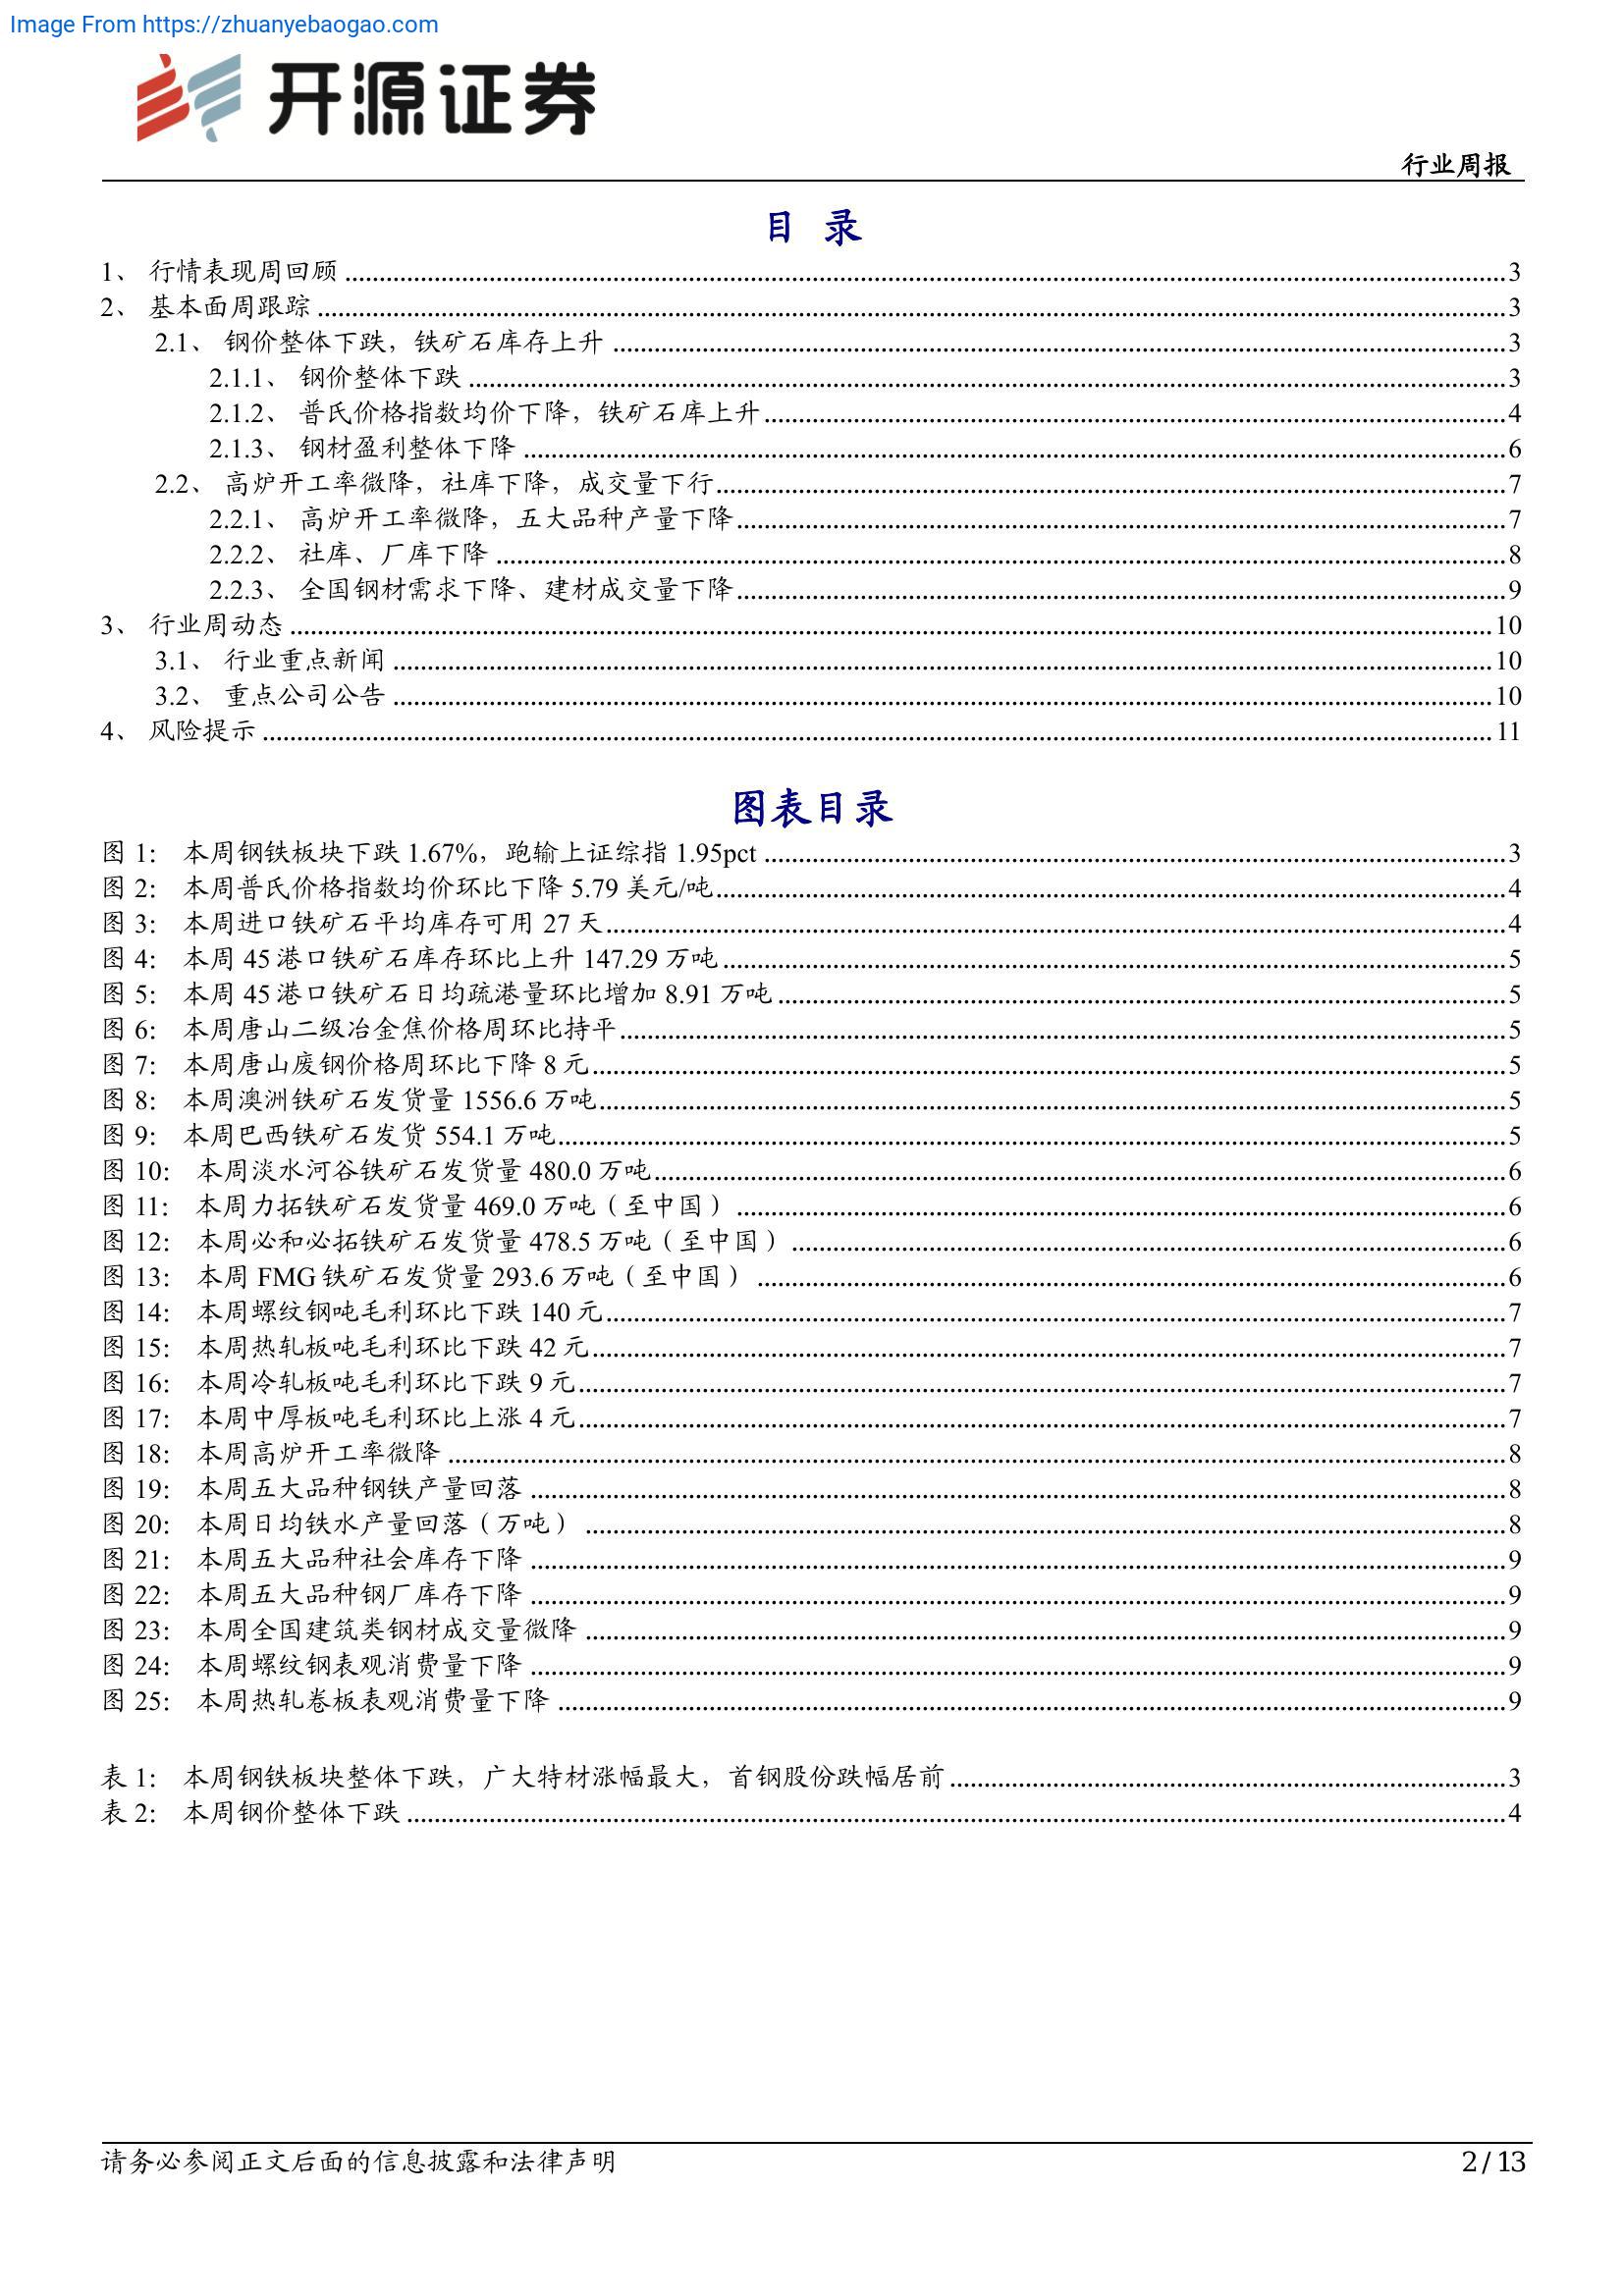 Image From https://zhuanyebaogao.com
开源证券
行业周报
目 录
1、 行情表现周回顾 ........ 3
2、 基本面周跟踪 ........ 3
2.1、 钢价整体下跌，铁矿石库存上升 ........ 3
2.1.1、 钢价整体下跌 ........ 3
2.1.2、 普氏价格指数均价下降，铁矿石库上升 ........ 4
2.1.3、 钢材盈利整体下降 ........ 6
2.2、 高炉开工率微降，社库下降，成交量下行 ........ 7
2.2.1、 高炉开工率微降，五大品种产量下降 ........ 7
2.2.2、 社库、厂库下降 ........ 8
2.2.3、 全国钢材需求下降、建材成交量下降 ........ 9
3、 行业周动态 ........ 10
3.1、 行业重点新闻 ........ 10
3.2、 重点公司公告 ........ 10
4、 风险提示 ........ 11
图表目录
图 1： 本周钢铁板块下跌 1.67%，跑输上证综指 1.95pct ........ 3
图 2： 本周普氏价格指数均价环比下降 5.79 美元/吨 ........ 4
图 3： 本周进口铁矿石平均库存可用 27 天 ........ 4
图 4： 本周 45 港口铁矿石库存环比上升 147.29 万吨 ........ 5
图 5： 本周 45 港口铁矿石日均疏港量环比增加 8.91 万吨 ........ 5
图 6： 本周唐山二级冶金焦价格周环比持平 ........ 5
图 7： 本周唐山废钢价格周环比下降 8 元 ........ 5
图 8： 本周澳洲铁矿石发货量 1556.6 万吨 ........ 5
图 9： 本周巴西铁矿石发货 554.1 万吨 ........ 5
图 10： 本周淡水河谷铁矿石发货量 480.0 万吨 ........ 6
图 11： 本周力拓铁矿石发货量 469.0 万吨（至中国） ........ 6
图 12： 本周必和必拓铁矿石发货量 478.5 万吨（至中国） ........ 6
图 13： 本周 FMG 铁矿石发货量 293.6 万吨（至中国） ........ 6
图 14： 本周螺纹钢吨毛利环比下跌 140 元 ........ 7
图 15： 本周热轧板吨毛利环比下跌 42 元 ........ 7
图 16： 本周冷轧板吨毛利环比下跌 9 元 ........ 7
图 17： 本周中厚板吨毛利环比上涨 4 元 ........ 7
图 18： 本周高炉开工率微降 ........ 8
图 19： 本周五大品种钢铁产量回落 ........ 8
图 20： 本周日均铁水产量回落（万吨） ........ 8
图 21： 本周五大品种社会库存下降 ........ 9
图 22： 本周五大品种钢厂库存下降 ........ 9
图 23： 本周全国建筑类钢材成交量微降 ........ 9
图 24： 本周螺纹钢表观消费量下降 ........ 9
图 25： 本周热轧卷板表观消费量下降 ........ 9
表 1： 本周钢铁板块整体下跌，广大特材涨幅最大，首钢股份跌幅居前 ........ 3
表 2： 本周钢价整体下跌 ........ 4
请务必参阅正文后面的信息披露和法律声明
2 / 13